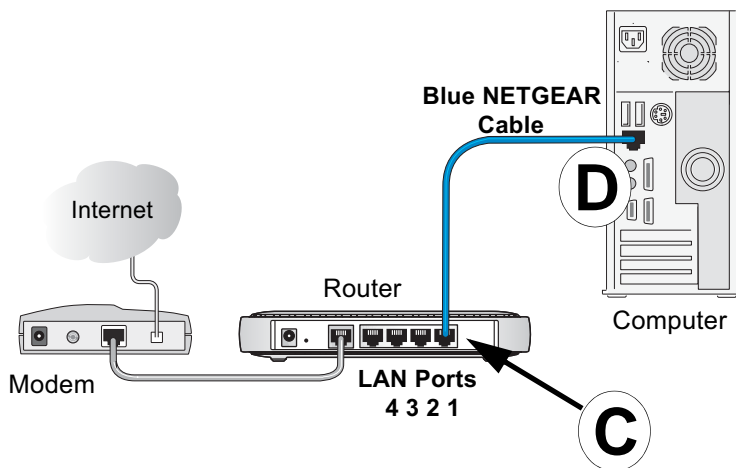 Blue NETGEAR
Cable
D
Internet
Router
Computer
Modem
LAN Ports
4 3 2 1
C